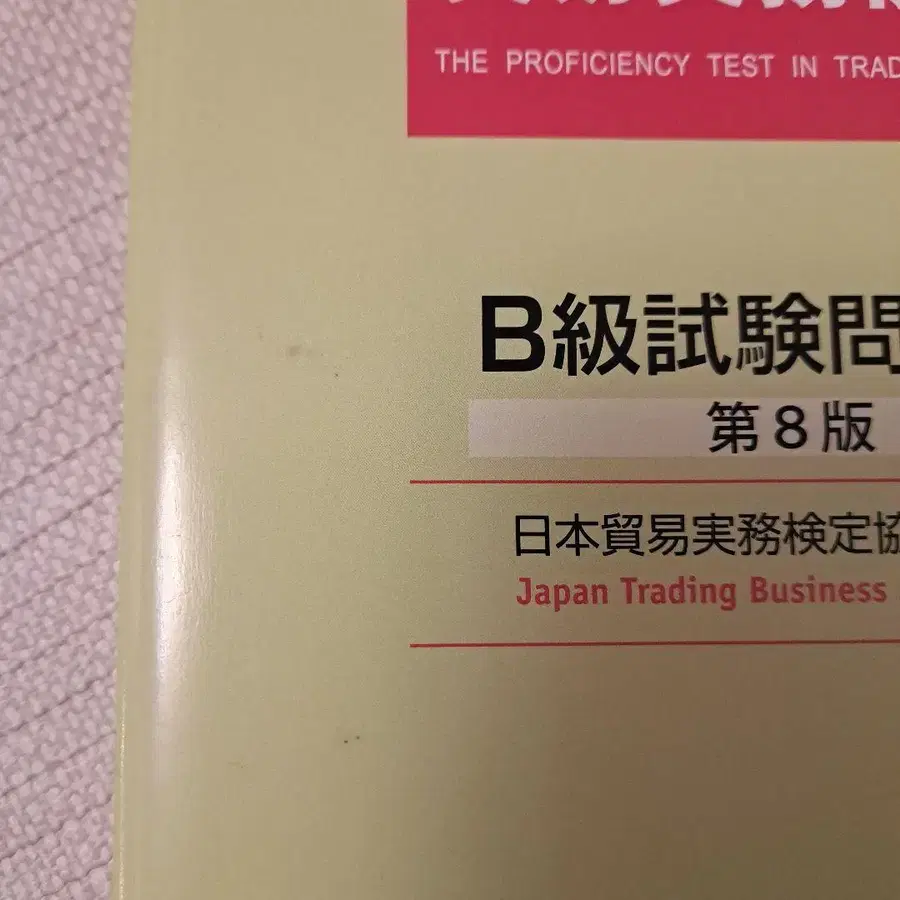 THE PROFICIENCY TEST IN TRAD
B級試験問
第8版
日本貿易実務検定協
Japan Trading Business